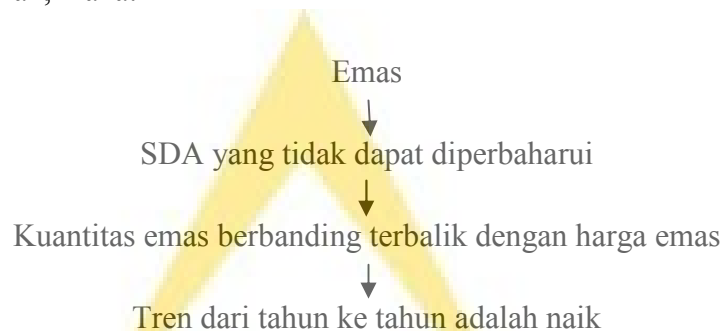 Emas
SDA yang tidak dapat diperbaharui
Kuantitas emas berbanding terbalik dengan harga emas
Tren dari tahun ke tahun adalah naik